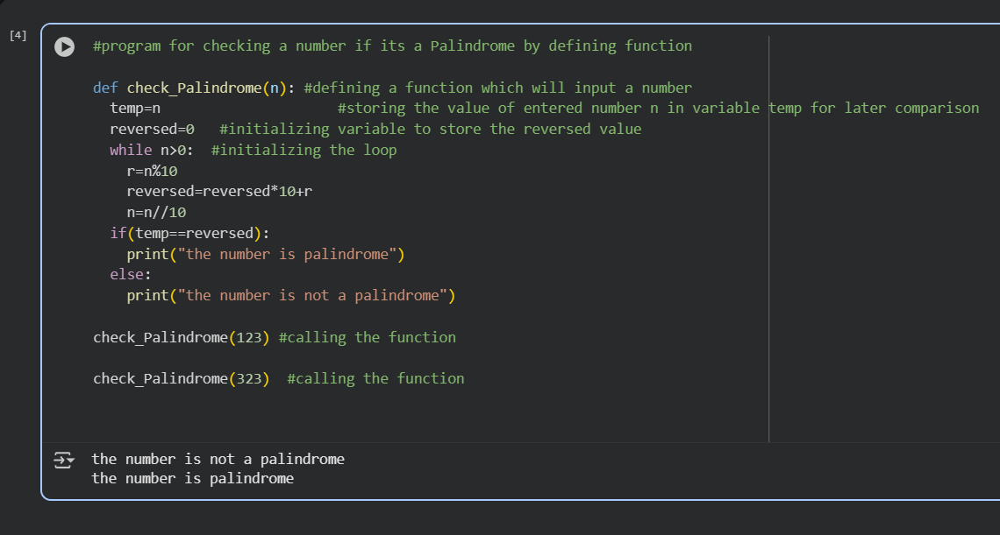 [4]
#program for checking a number if its a Palindrome by defining function
def check_Palindrome(n): #defining a function which will input a number
temp=n #storing the value of entered number n in variable temp for later comparison
reversed=0 #initializing variable to store the reversed value
while n>0: #initializing the loop
r=n%10
reversed=reversed*10+r
n=n//10
if(temp==reversed):
print("the number is palindrome")
else:
print("the number is not a palindrome")
check_Palindrome(123) #calling the function
check_Palindrome(323) #calling the function
the number is not a palindrome
the number is palindrome